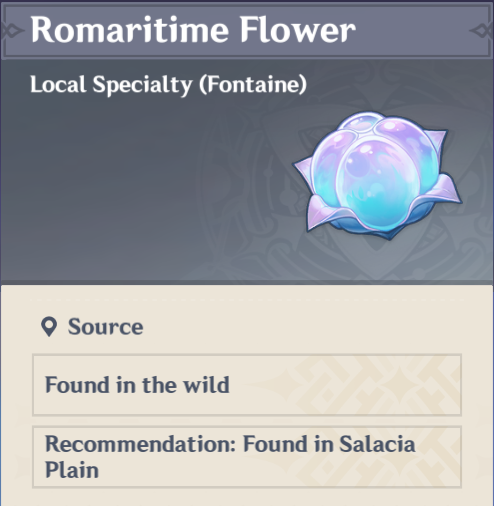 Romaritime Flower
Local Specialty (Fontaine)
Source
Found in the wild
Recommendation: Found in Salacia
Plain